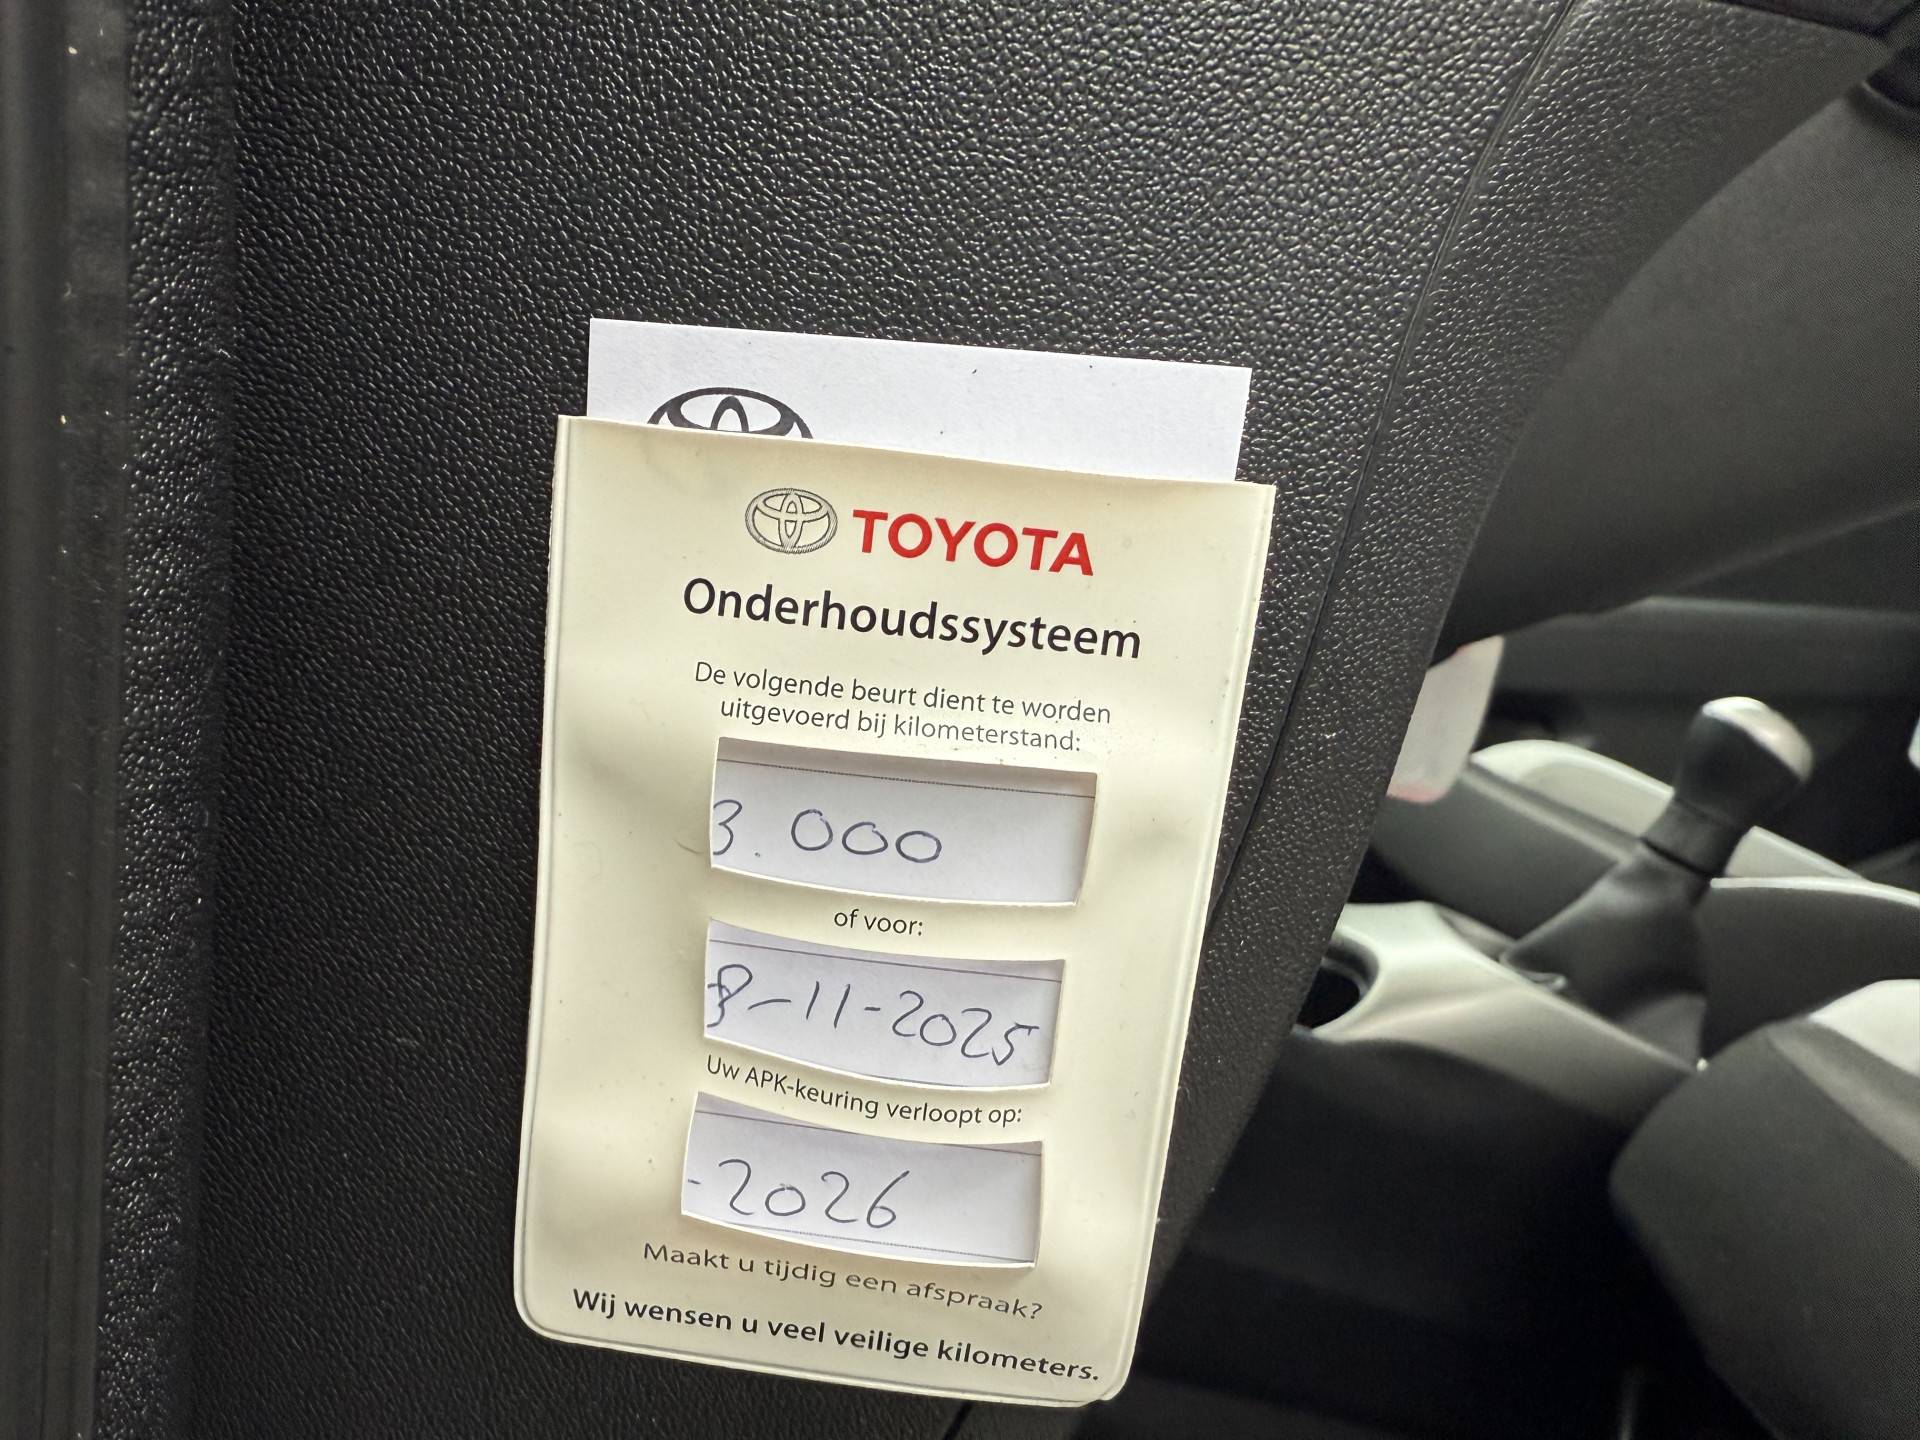 TOYOTA
Onderhoudssysteem
De volgende beurt dient te worden
uitgevoerd bij kilometerstand:
3.000
of voor:
-11-2025
Uw APK-keuring verloopt op:
-2026
Maakt u tijdig een afspraak?
Wij wensen u veel veilige kilometers.